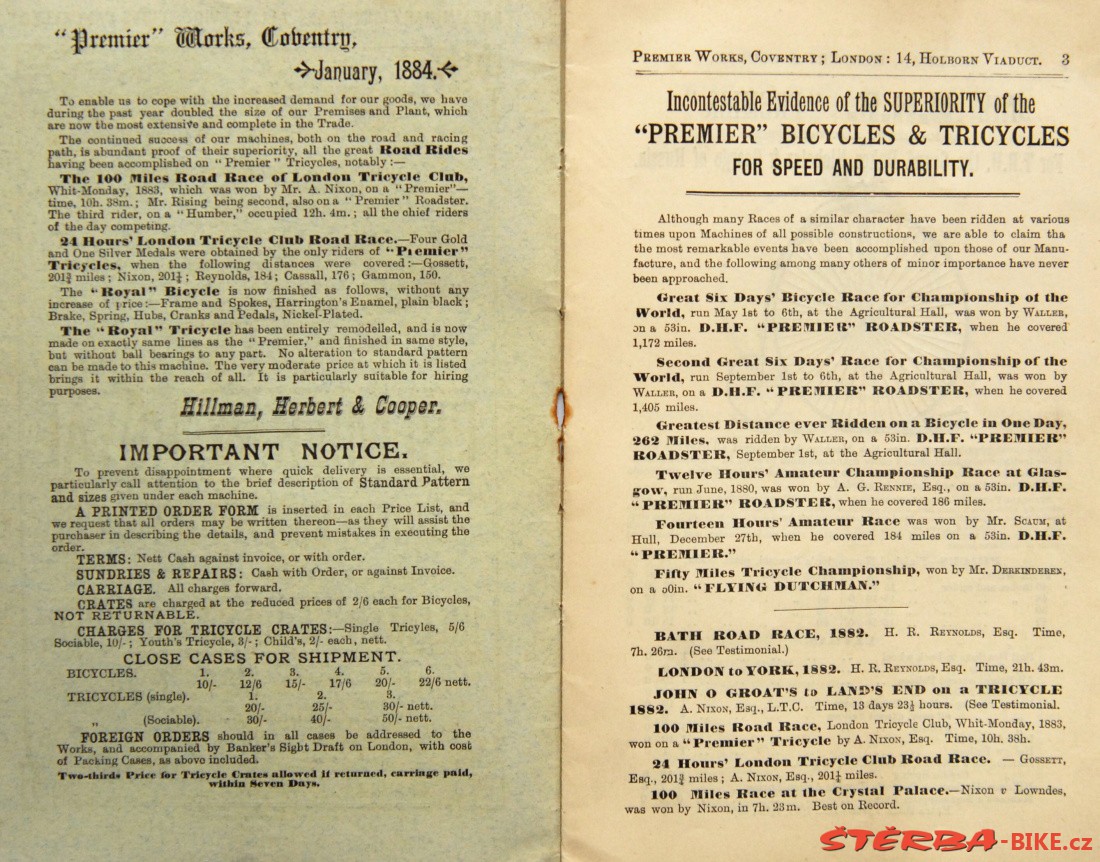 "Premier" Works, Coventry,
January, 1884.
To enable us to cope with the increased demand for our goods, we have
during the past year doubled the size of our Premises and Plant, which
are now the most extensive and complete in the Trade.
The continued success of our machines, both on the road and racing
path, is abundant proof of their superiority, all the great Road Rides
having been accomplished on "Premier" Tricycles, notably :—
The 100 Miles Road Race of London Tricycle Club,
Whit-Monday, 1883, which was won by Mr. A. Nixon, on a "Premier"—
time, 10h. 38m.; Mr. Rising being second, also on a "Premier" Roadster.
The third rider, on a "Humber," occupied 12h. 4m.; all the chief riders
of the day competing.
24 Hours' London Tricycle Club Road Race.—Four Gold
and One Silver Medals were obtained by the only riders of "Premier"
Tricycles, when the following distances were covered :—Gossett,
201¾ miles; Nixon, 201¼; Reynolds, 184; Cassall, 176; Gammon, 150.
The "Royal" Bicycle is now finished as follows, without any
increase of price:—Frame and Spokes, Harrington's Enamel, plain black;
Brake, Spring, Hubs, Cranks and Pedals, Nickel-Plated.
The "Royal" Tricycle has been entirely remodelled, and is now
made on exactly same lines as the "Premier," and finished in same style,
but without ball bearings to any part. No alteration to standard pattern
can be made to this machine. The very moderate price at which it is listed
brings it within the reach of all. It is particularly suitable for hiring
purposes.
Hillman, Herbert & Cooper.
IMPORTANT NOTICE.
To prevent disappointment where quick delivery is essential, we
particularly call attention to the brief description of Standard Pattern
and sizes given under each machine.
A PRINTED ORDER FORM is inserted in each Price List, and
we request that all orders may be written thereon—as they will assist the
purchaser in describing the details, and prevent mistakes in executing the
order.
TERMS: Nett Cash against invoice, or with order.
SUNDRIES & REPAIRS: Cash with Order, or against Invoice.
CARRIAGE. All charges forward.
CRATES are charged at the reduced prices of 2/6 each for Bicycles,
NOT RETURNABLE.
CHARGES FOR TRICYCLE CRATES:—Single Tricyles, 5/6
Sociable, 10/-; Youth's Tricycle, 3/-; Child's, 2/- each, nett.
CLOSE CASES FOR SHIPMENT.
BICYCLES. 1. 2. 3. 4. 5. 6.
10/- 12/6 15/- 17/6 20/- 22/6 nett.
TRICYCLES (single). 1. 2. 3.
20/- 25/- 30/- nett.
„ (Sociable). 30/- 40/- 50/- nett.
FOREIGN ORDERS should in all cases be addressed to the
Works, and accompanied by Banker's Sight Draft on London, with cost
of Packing Cases, as above included.
Two-thirds Price for Tricycle Crates allowed if returned, carriage paid,
within Seven Days.
PREMIER WORKS, COVENTRY; LONDON: 14, HOLBORN VIADUCT. 3
Incontestable Evidence of the SUPERIORITY of the
"PREMIER" BICYCLES & TRICYCLES
FOR SPEED AND DURABILITY.
Although many Races of a similar character have been ridden at various
times upon Machines of all possible constructions, we are able to claim tha
the most remarkable events have been accomplished upon those of our Manu-
facture, and the following among many others of minor importance have never
been approached.
Great Six Days' Bicycle Race for Championship of the
World, run May 1st to 6th, at the Agricultural Hall, was won by WALLER,
on a 53in. D.H.F. "PREMIER" ROADSTER, when he covered
1,172 miles.
Second Great Six Days' Race for Championship of the
World, run September 1st to 6th, at the Agricultural Hall, was won by
WALLER, on a D.H.F. "PREMIER" ROADSTER, when he covered
1,405 miles.
Greatest Distance ever Ridden on a Bicycle in One Day,
262 Miles, was ridden by WALLER, on a 53in. D.H.F. "PREMIER"
ROADSTER, September 1st, at the Agricultural Hall.
Twelve Hours' Amateur Championship Race at Glas-
gow, run June, 1880, was won by A. G. RENNIE, Esq., on a 53in. D.H.F.
"PREMIER" ROADSTER, when he covered 186 miles.
Fourteen Hours' Amateur Race was won by Mr. SCAUM, at
Hull, December 27th, when he covered 184 miles on a 53in. D.H.F.
"PREMIER."
Fifty Miles Tricycle Championship, won by Mr. DERKINDEREN,
on a o0in. "FLYING DUTCHMAN."
BATH ROAD RACE, 1882. H. R. REYNOLDS, Esq. Time,
7h. 26m. (See Testimonial.)
LONDON to YORK, 1882. H. R. REYNOLDS, Esq. Time, 21h. 43m.
JOHN O GROAT'S to LAND'S END on a TRICYCLE
1882. A. NIXON, Esq., L.T.C. Time, 13 days 23½ hours. (See Testimonial.
100 Miles Road Race, London Tricycle Club, Whit-Monday, 1883,
won on a "Premier" Tricycle by A. NIXON, Esq. Time, 10h. 38h.
24 Hours' London Tricycle Club Road Race. — GOSSETT,
Esq., 201¾ miles; A. NIXON, Esq., 201¼ miles.
100 Miles Race at the Crystal Palace.—Nixon v Lowndes,
was won by Nixon, in 7h. 23m. Best on Record.
ŠTĚRBA-BIKE.cz